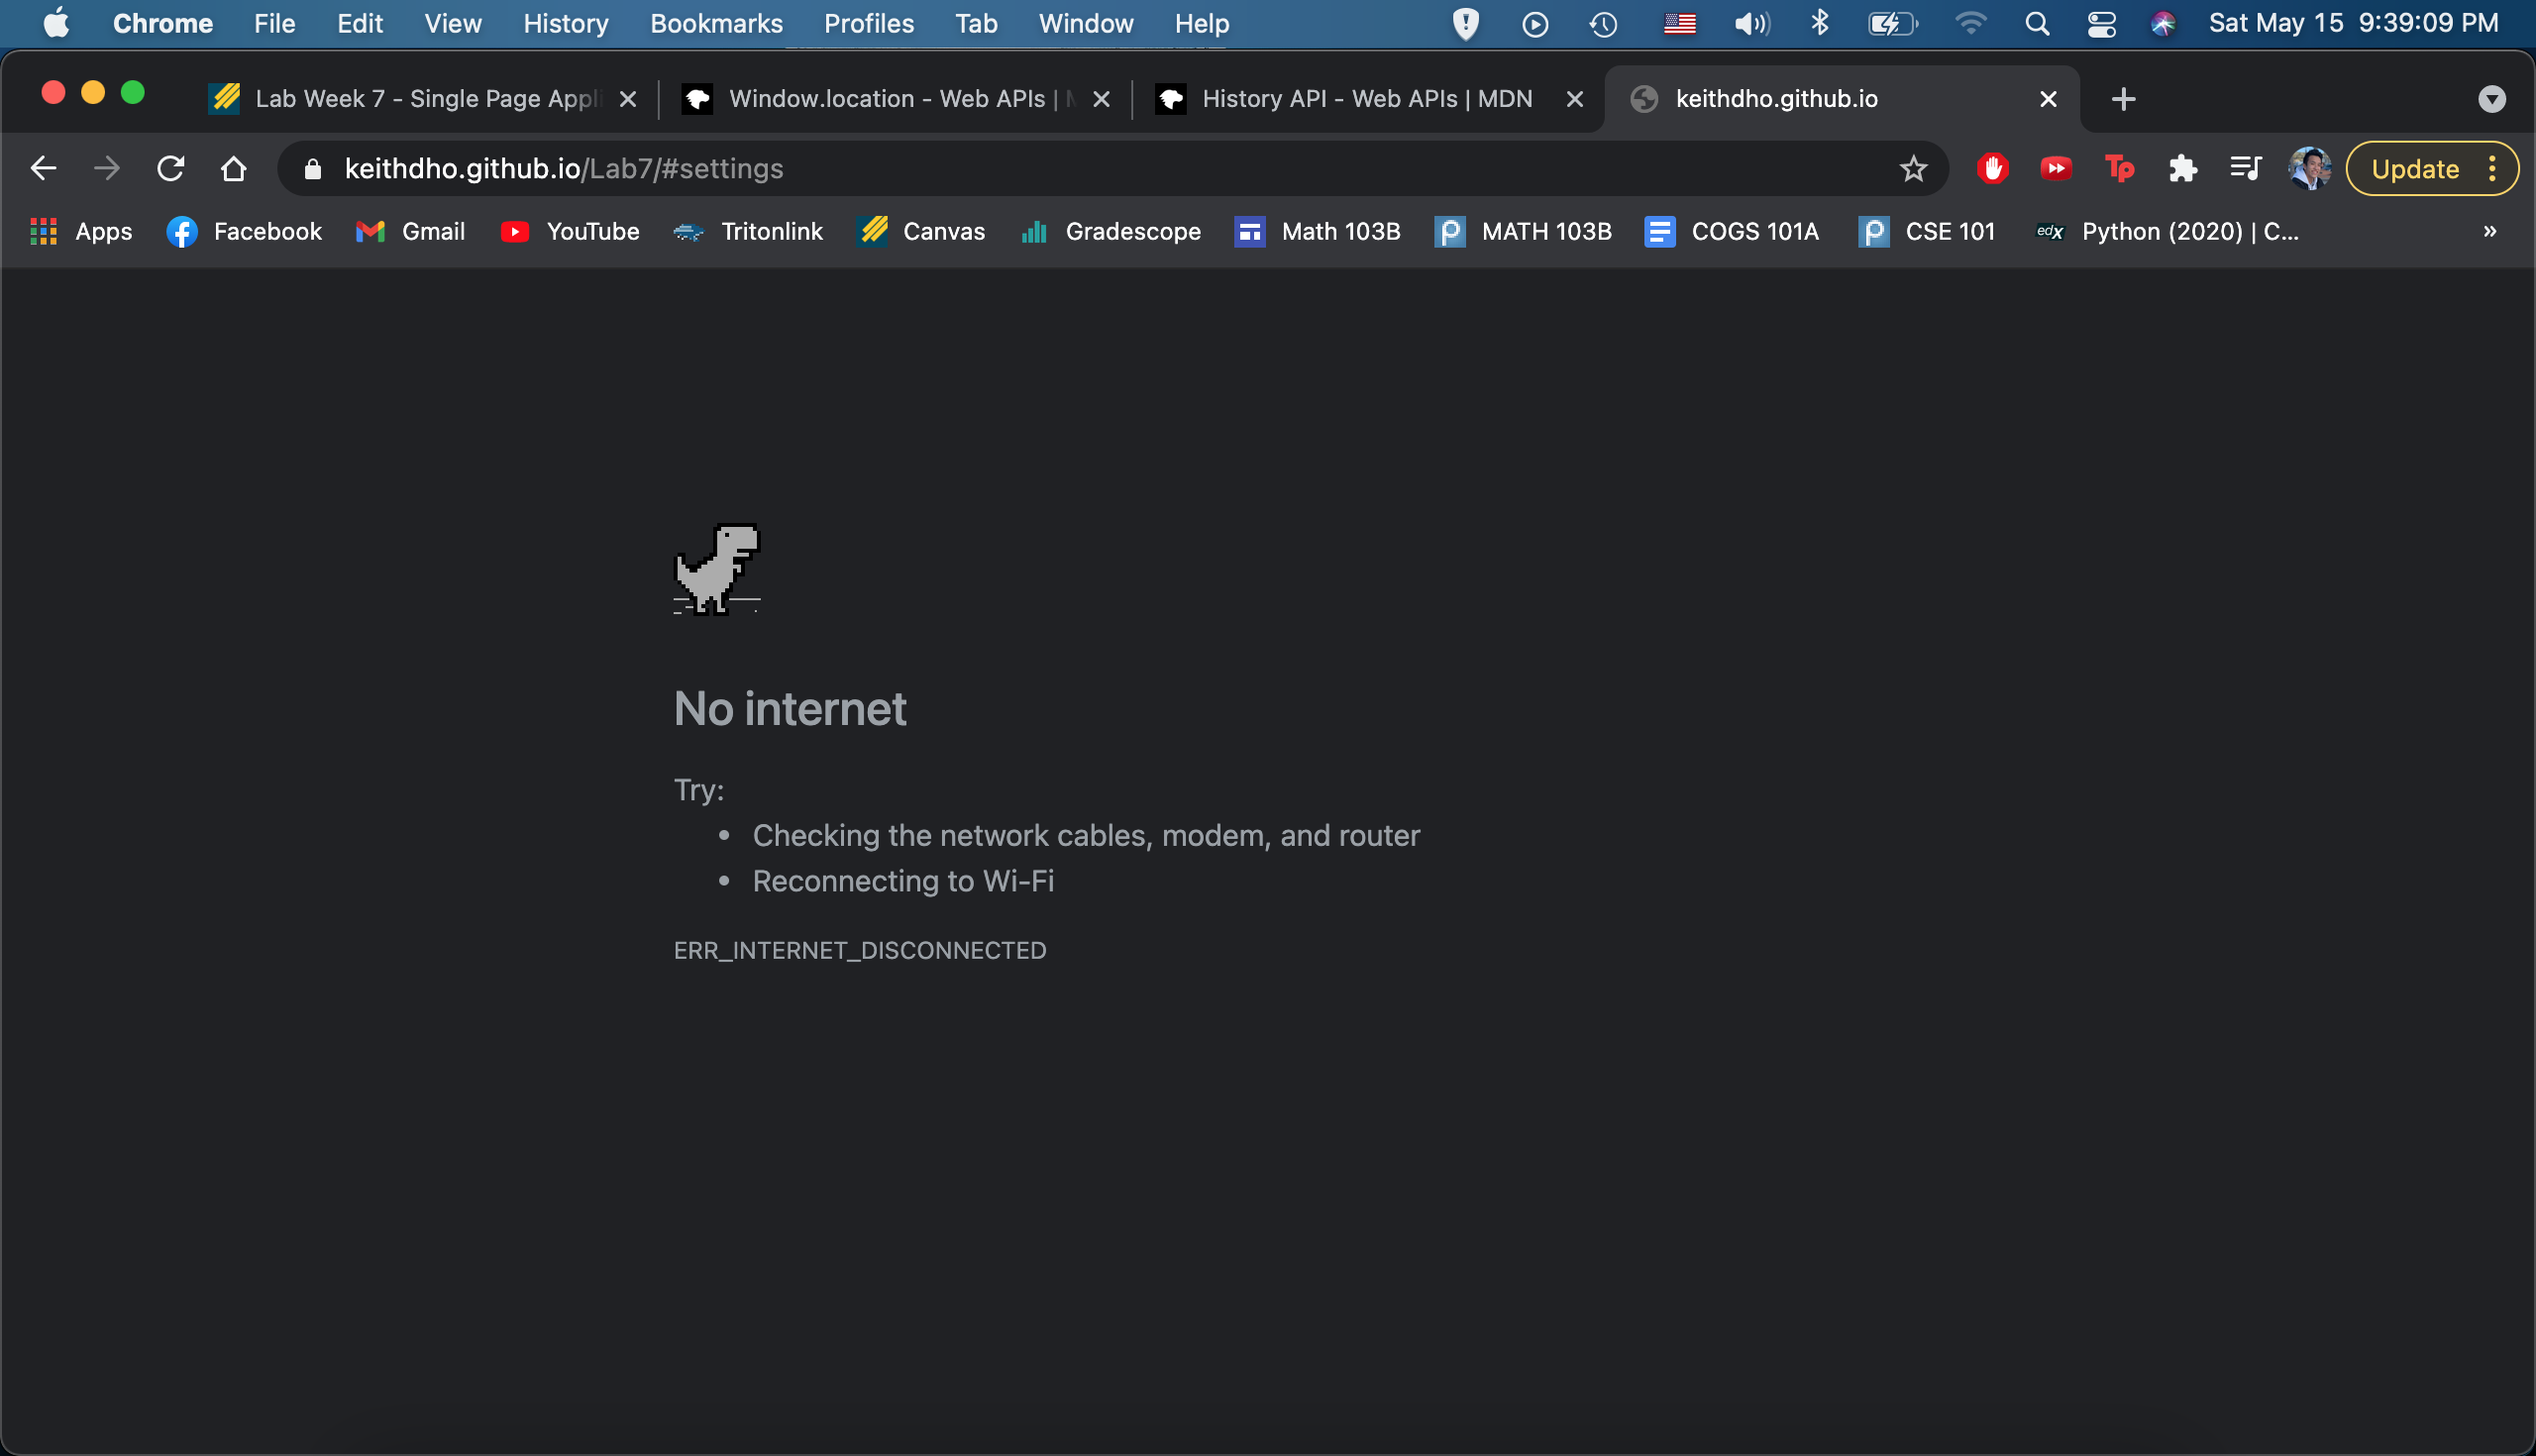 Chrome File Edit View History Bookmarks Profiles Tab Window Help Sat May 15 9:39:09 PM
Lab Week 7 - Single Page Appli Window.location - Web APIs | M History API - Web APIs | MDN keithdho.github.io
keithdho.github.io/Lab7/#settings Tp Update
Apps Facebook Gmail YouTube Tritonlink Canvas Gradescope Math 103B MATH 103B COGS 101A CSE 101 edX Python (2020) | C... »
No internet
Try:
• Checking the network cables, modem, and router
• Reconnecting to Wi-Fi
ERR_INTERNET_DISCONNECTED